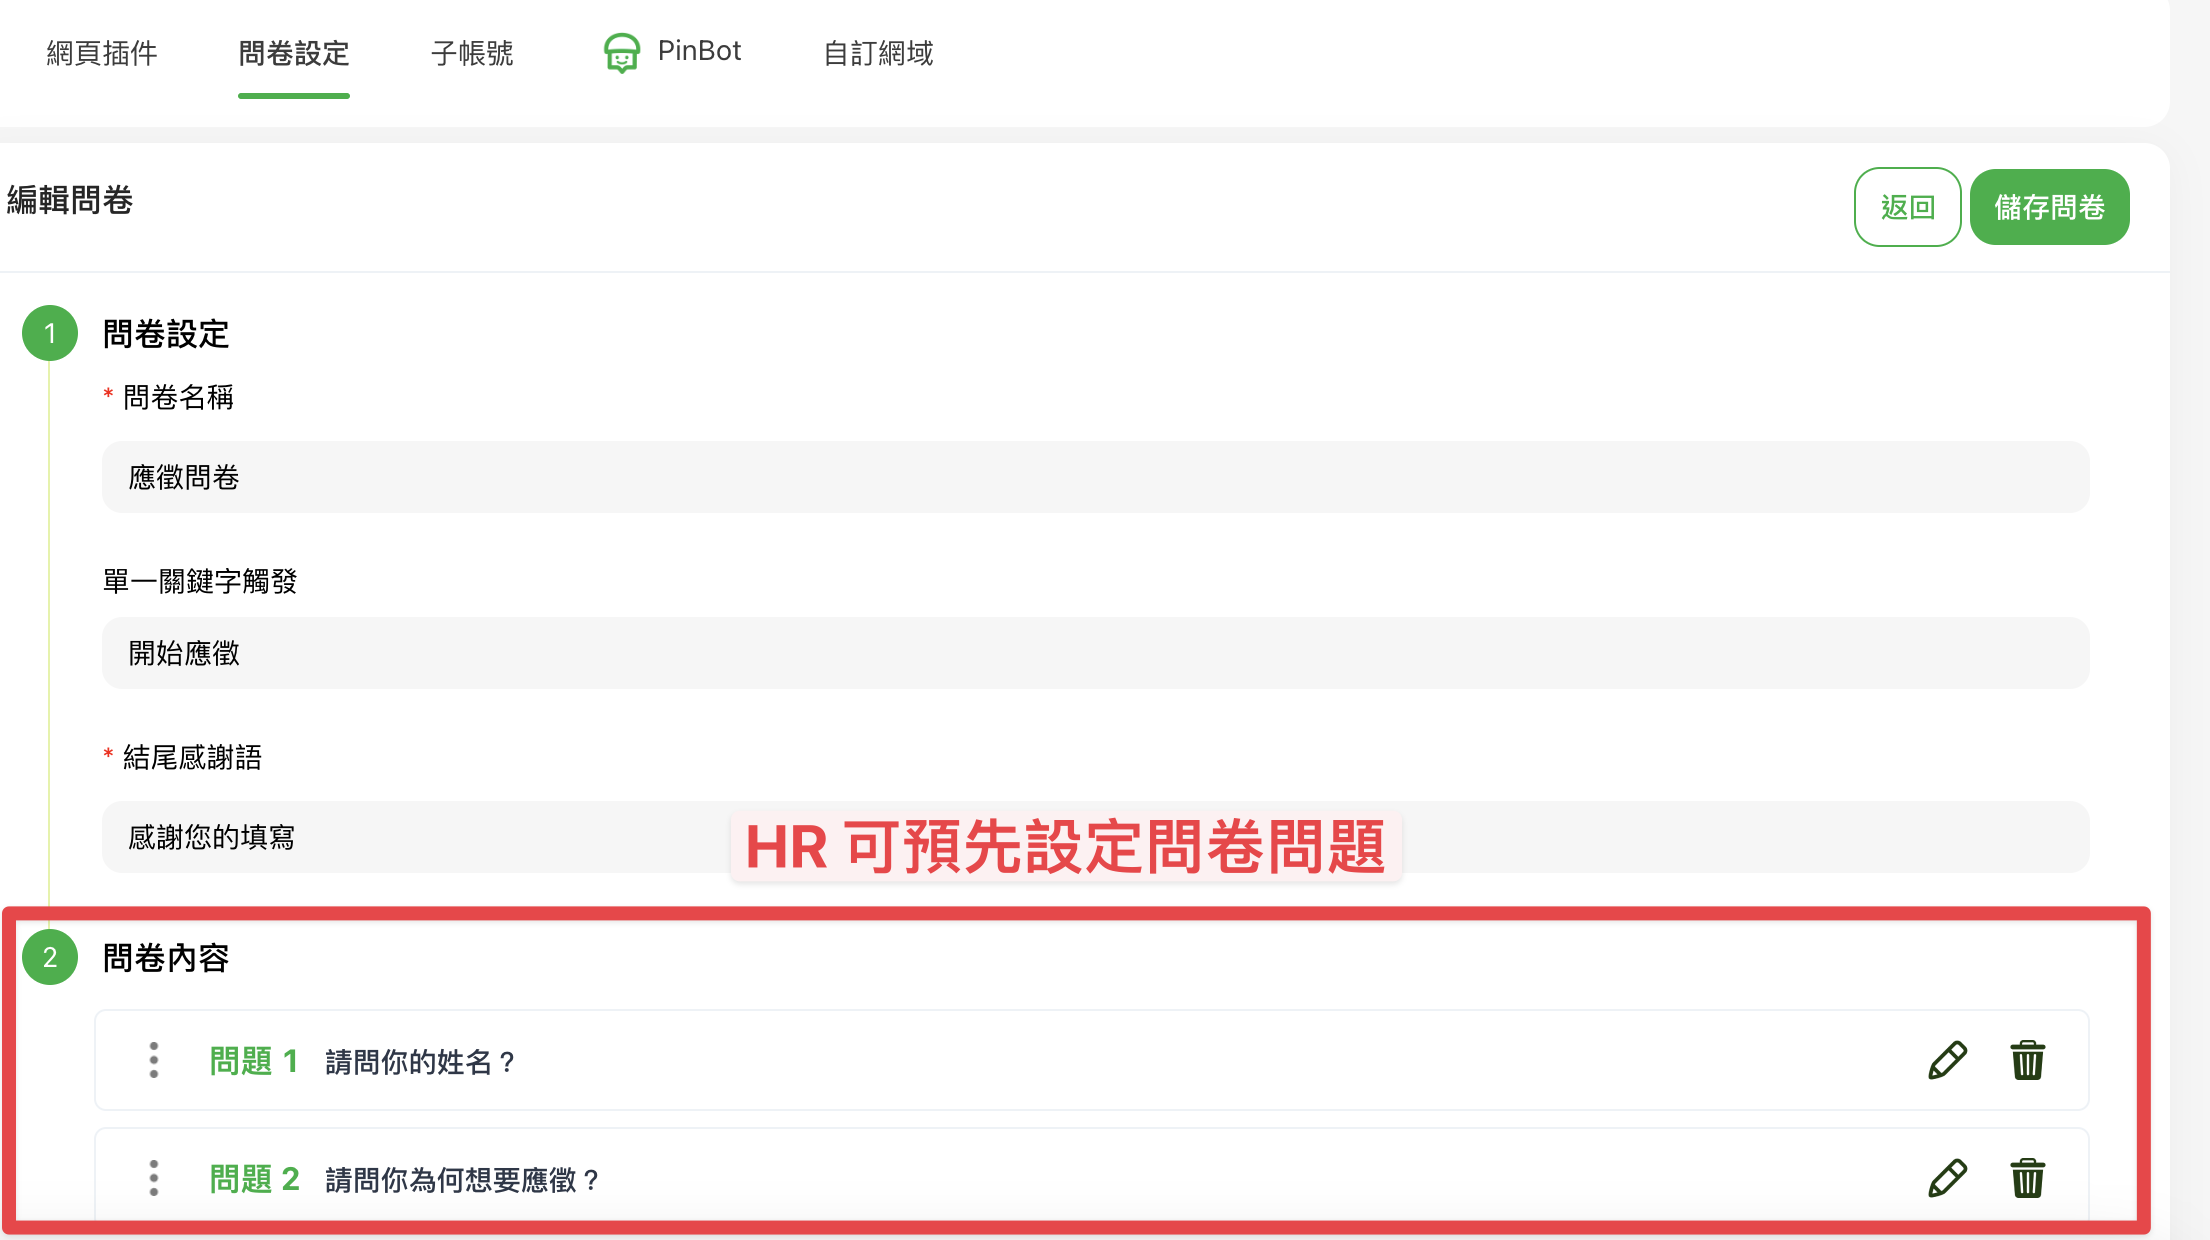 網頁插件 問卷設定 子帳號 PinBot 自訂網域
編輯問卷 返回 儲存問卷
1 問卷設定
* 問卷名稱
應徵問卷
單一關鍵字觸發
開始應徵
* 結尾感謝語
感謝您的填寫
HR 可預先設定問卷問題
2 問卷內容
問題 1 請問你的姓名？
問題 2 請問你為何想要應徵？